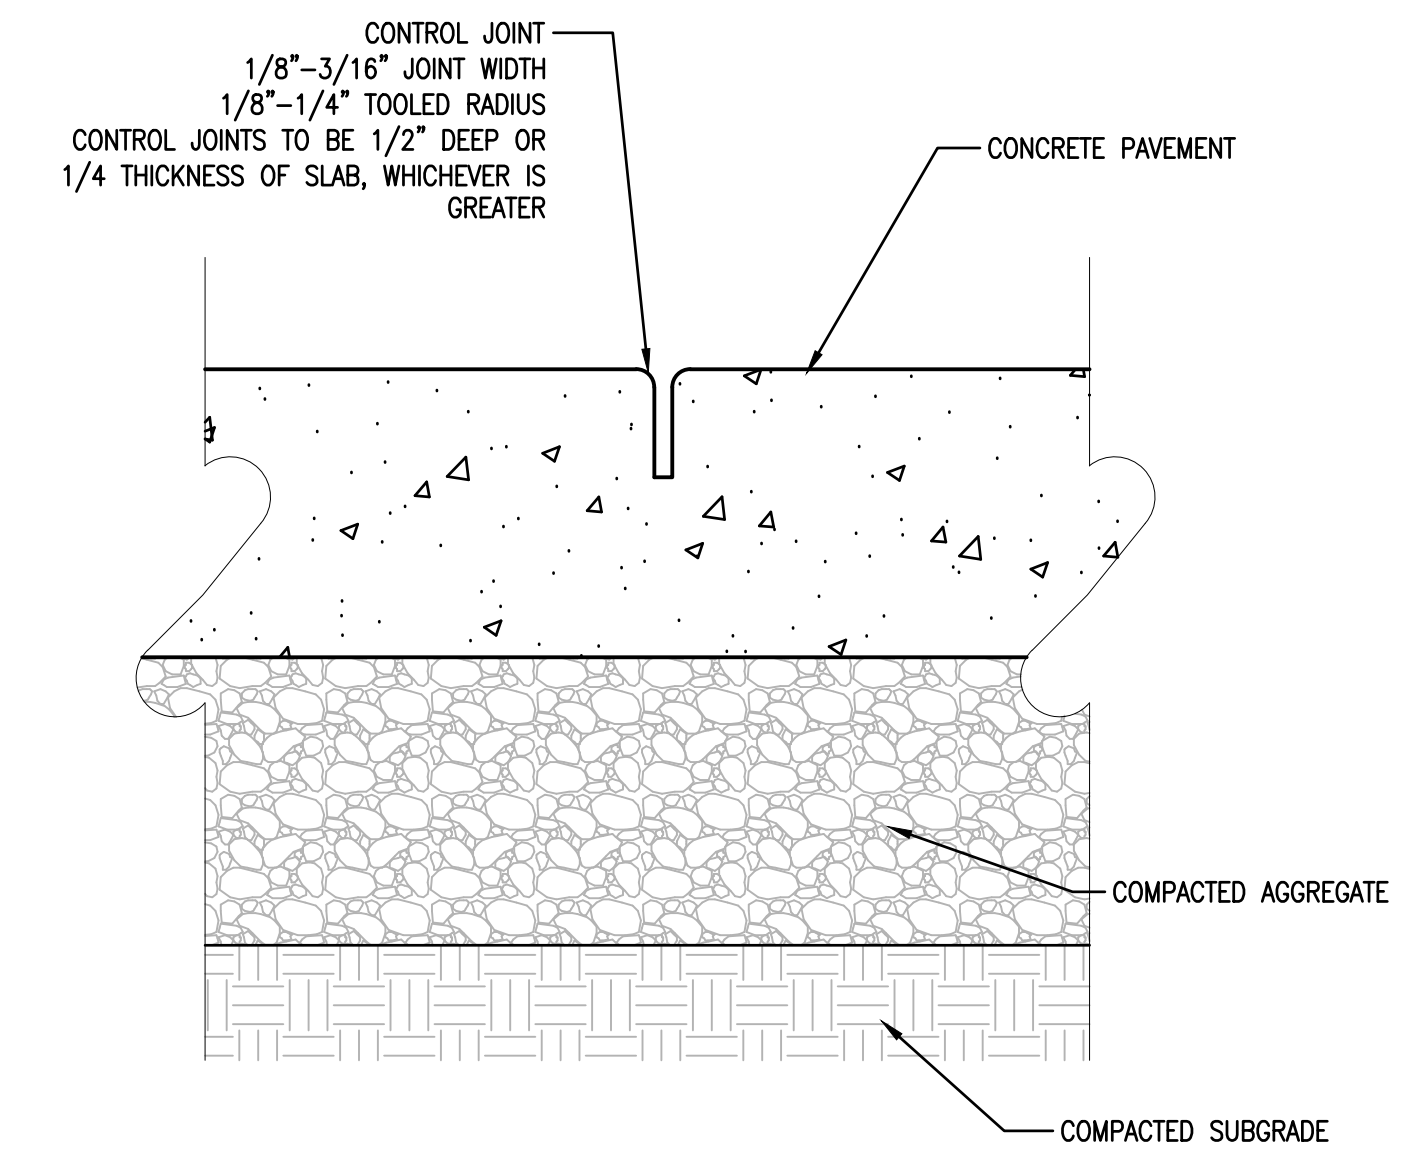 CONTROL JOINT
1/8”–3/16” JOINT WIDTH
1/8”–1/4” TOOLED RADIUS
CONTROL JOINTS TO BE 1/2” DEEP OR
1/4 THICKNESS OF SLAB, WHICHEVER IS
GREATER
CONCRETE PAVEMENT
COMPACTED AGGREGATE
COMPACTED SUBGRADE